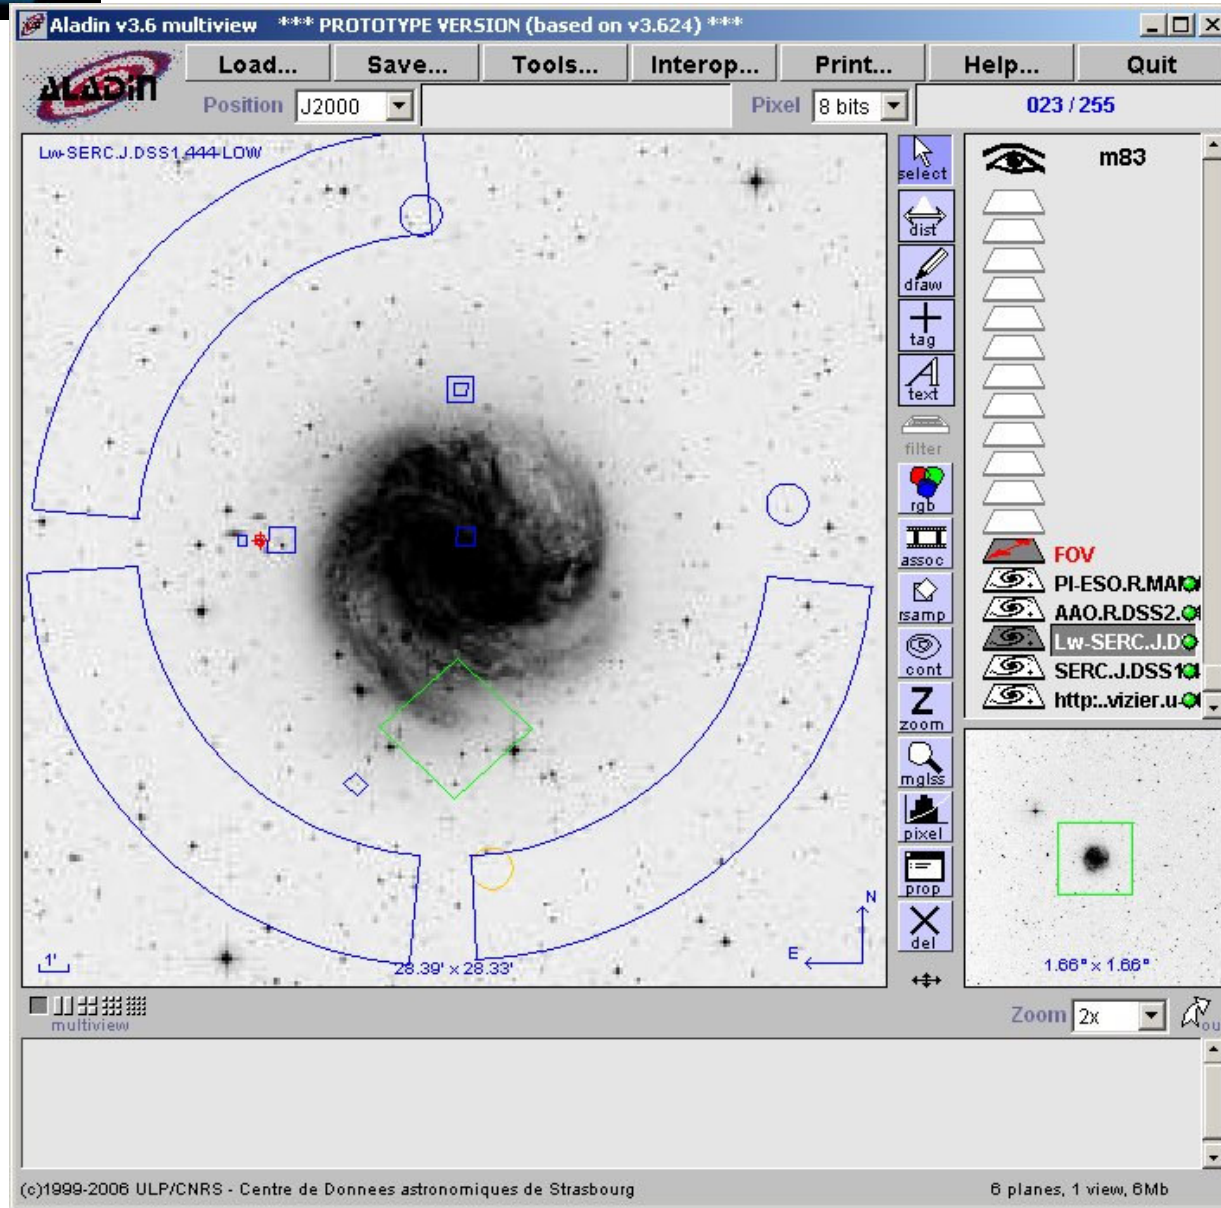 Aladin v3.6 multiview *** PROTOTYPE VERSION (based on v3.624) ***
ALADIN
Load... Save... Tools... Interop... Print... Help... Quit
Position J2000 Pixel 8 bits 023 / 255
Lw-SERC.J.DSS1.444-LOW
select
dist
draw
tag
text
filter
rgb
assoc
rsamp
cont
Z
zoom
mglss
pixel
prop
del
m83
FOV
PI-ESO.R.MA
AAO.R.DSS2.
Lw-SERC.J.D
SERC.J.DSS1
http:..vizier.u-
N
E
1'
28.39' x 28.33'
1.66° x 1.66°
multiview
Zoom 2x
(c)1999-2006 ULP/CNRS - Centre de Donnees astronomiques de Strasbourg
6 planes, 1 view, 6Mb